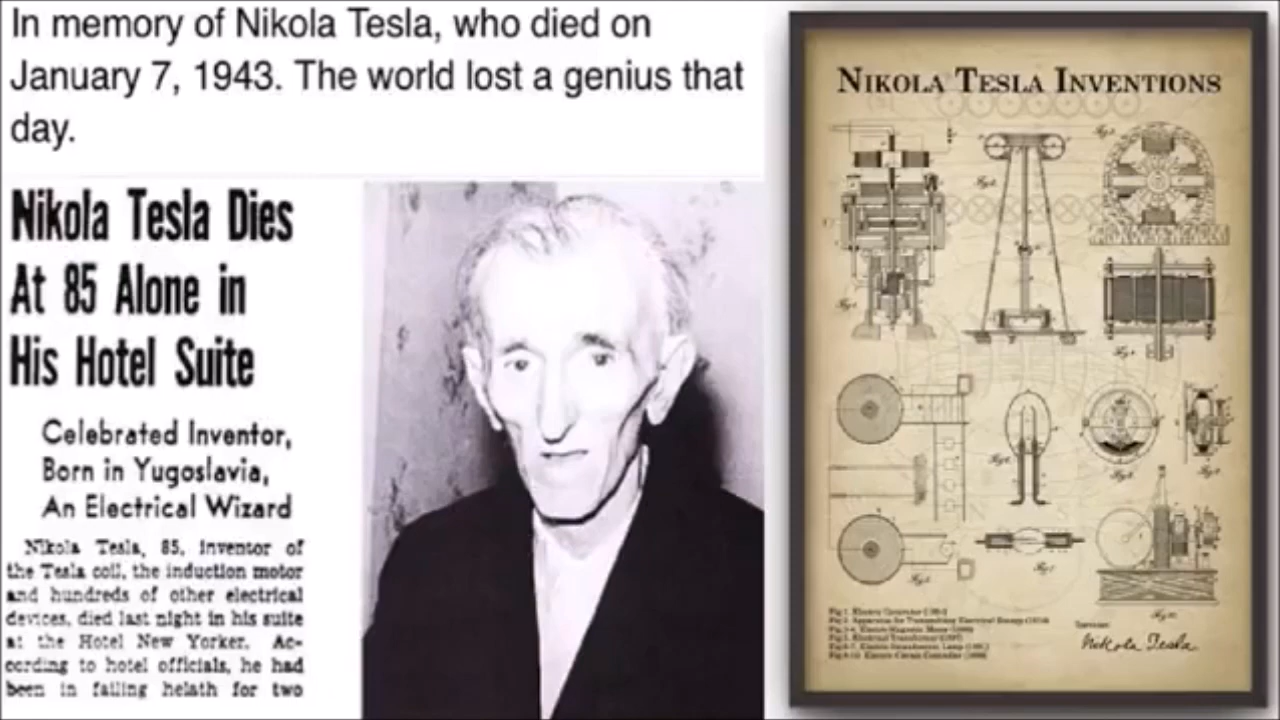 In memory of Nikola Tesla, who died on
January 7, 1943. The world lost a genius that
day.
Nikola Tesla Dies
At 85 Alone in
His Hotel Suite
Celebrated Inventor,
Born in Yugoslavia,
An Electrical Wizard
Nikola Tesla, 85, inventor of
the Tesla coil, the induction motor
and hundreds of other electrical
devices, died last night in his suite
at the Hotel New Yorker. Ac-
cording to hotel officials, he had
been in failing helath for two
NIKOLA TESLA INVENTIONS
Nikola Tesla